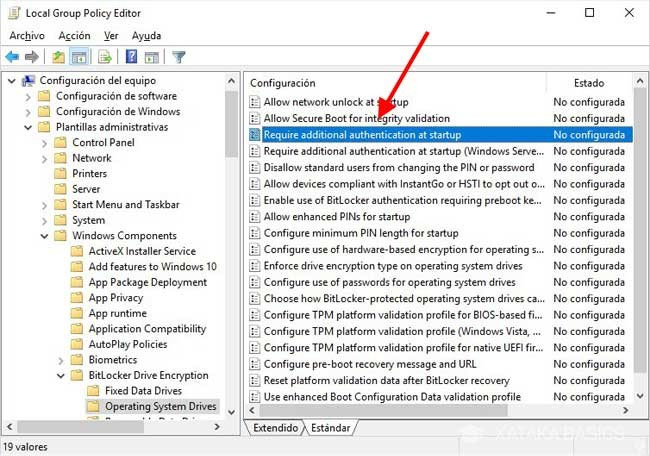 Local Group Policy Editor
Archivo Acción Ver Ayuda
Configuración del equipo
Configuración de software
Configuración de Windows
Plantillas administrativas
Control Panel
Network
Printers
Server
Start Menu and Taskbar
System
Windows Components
ActiveX Installer Service
Add features to Windows 10
App Package Deployment
App Privacy
App runtime
Application Compatibility
AutoPlay Policies
Biometrics
BitLocker Drive Encryption
Fixed Data Drives
Operating System Drives
Configuración Estado
Allow network unlock at startup No configurada
Allow Secure Boot for integrity validation No configurada
Require additional authentication at startup No configurada
Require additional authentication at startup (Windows Serve... No configurada
Disallow standard users from changing the PIN or password No configurada
Allow devices compliant with InstantGo or HSTI to opt out o... No configurada
Enable use of BitLocker authentication requiring preboot ke... No configurada
Allow enhanced PINs for startup No configurada
Configure minimum PIN length for startup No configurada
Configure use of hardware-based encryption for operating s... No configurada
Enforce drive encryption type on operating system drives No configurada
Configure use of passwords for operating system drives No configurada
Choose how BitLocker-protected operating system drives ca... No configurada
Configure TPM platform validation profile for BIOS-based fi... No configurada
Configure TPM platform validation profile (Windows Vista, ... No configurada
Configure TPM platform validation profile for native UEFI fir... No configurada
Configure pre-boot recovery message and URL No configurada
Reset platform validation data after BitLocker recovery No configurada
Use enhanced Boot Configuration Data validation profile No configurada
Extendido Estándar
19 valores
XATAKA BASICS